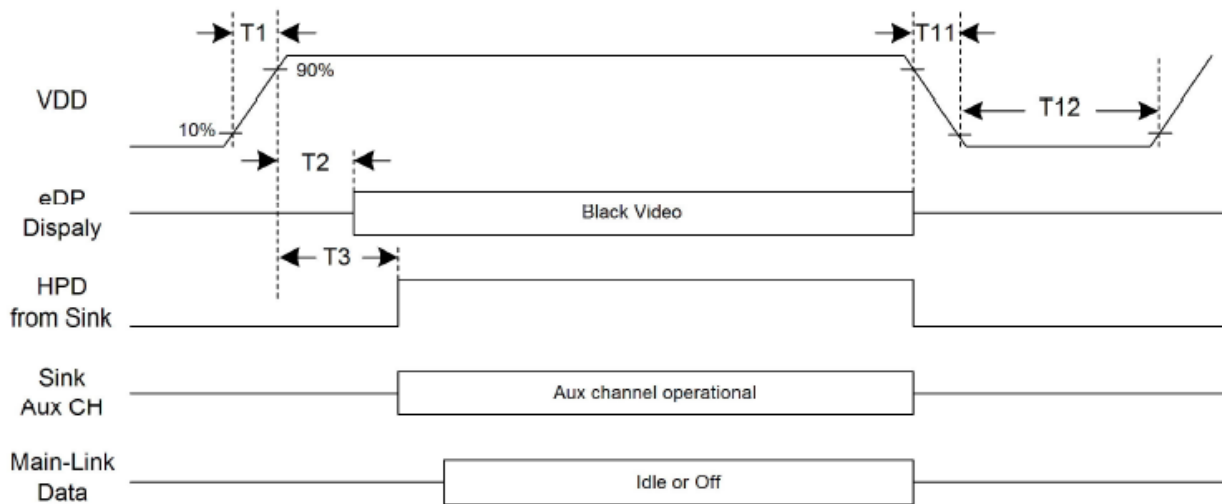 T1
T11
90%
VDD
T12
10%
T2
eDP
Dispaly
Black Video
T3
HPD
from Sink
Sink
Aux CH
Aux channel operational
Main-Link
Data
Idle or Off